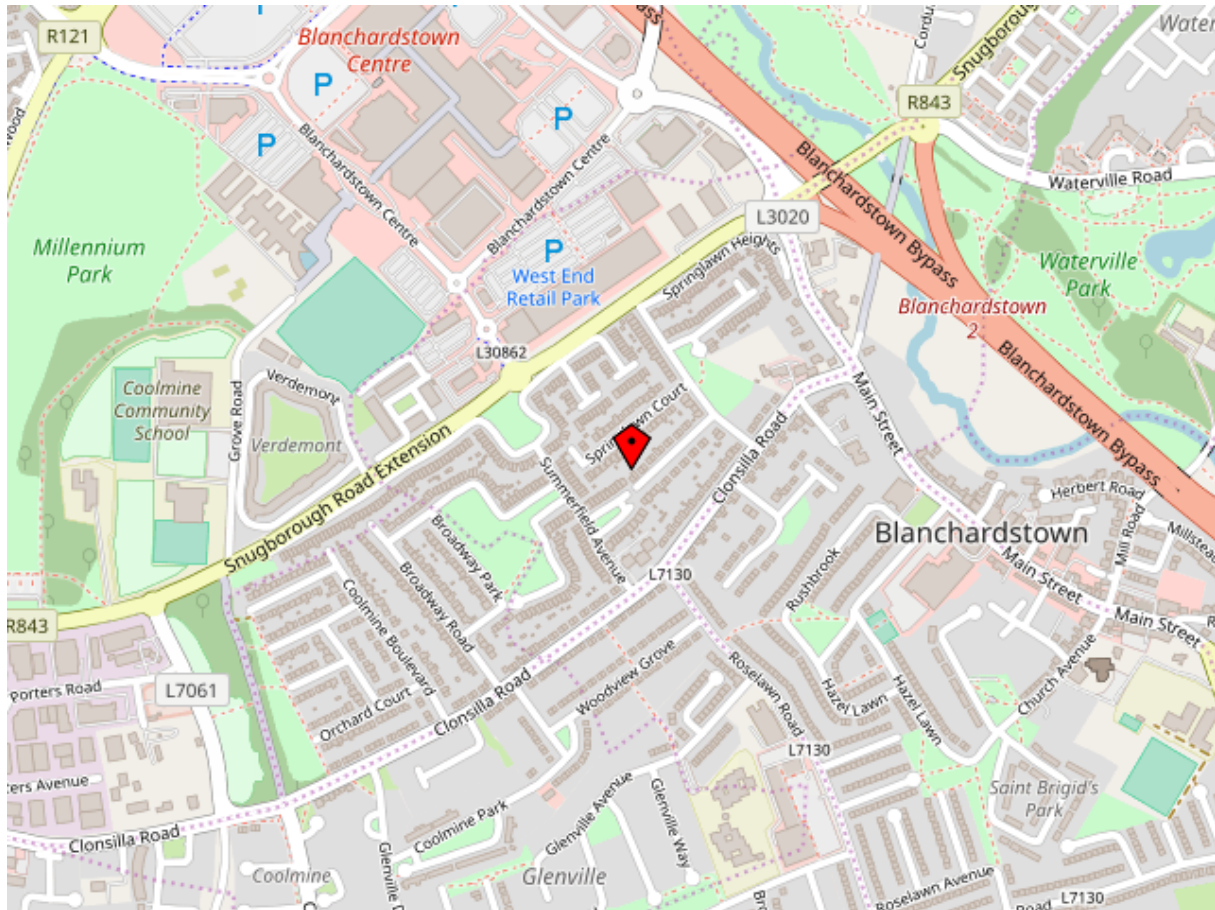 R121
Blanchardstown
Centre
P
P
P
P
Blanchardstown Centre
Blanchardstown Centre
Bypass
Snugborough
R843
Waterville Road
Blanchardstown Bypass
L3020
Millennium
Park
West End
Retail Park
Springlawn Heights
Waterville
Park
Blanchardstown
2
Blanchardstown Bypass
L30862
Verdemont
Verdemont
Coolmine
Community
School
Grove Road
Springlawn Court
Main Street
Clonsilla Road
Snugborough Road Extension
Summerfield Avenue
Herbert Road
Mill Road
Blanchardstown
Main Street
Main Street
Broadway Park
Broadway Road
Coolmine Boulevard
L7130
Rushbrook
R843
Porters Road
L7061
Orchard Court
Clonsilla Road
Woodview Grove
Roselawn Road
Hazel Lawn
Hazel Lawn
Church Avenue
L7130
Saint Brigid's
Park
Clonsilla Road
Coolmine Park
Glenville Avenue
Glenville Way
Coolmine
Glenville
Roselawn Avenue
Road
L7130